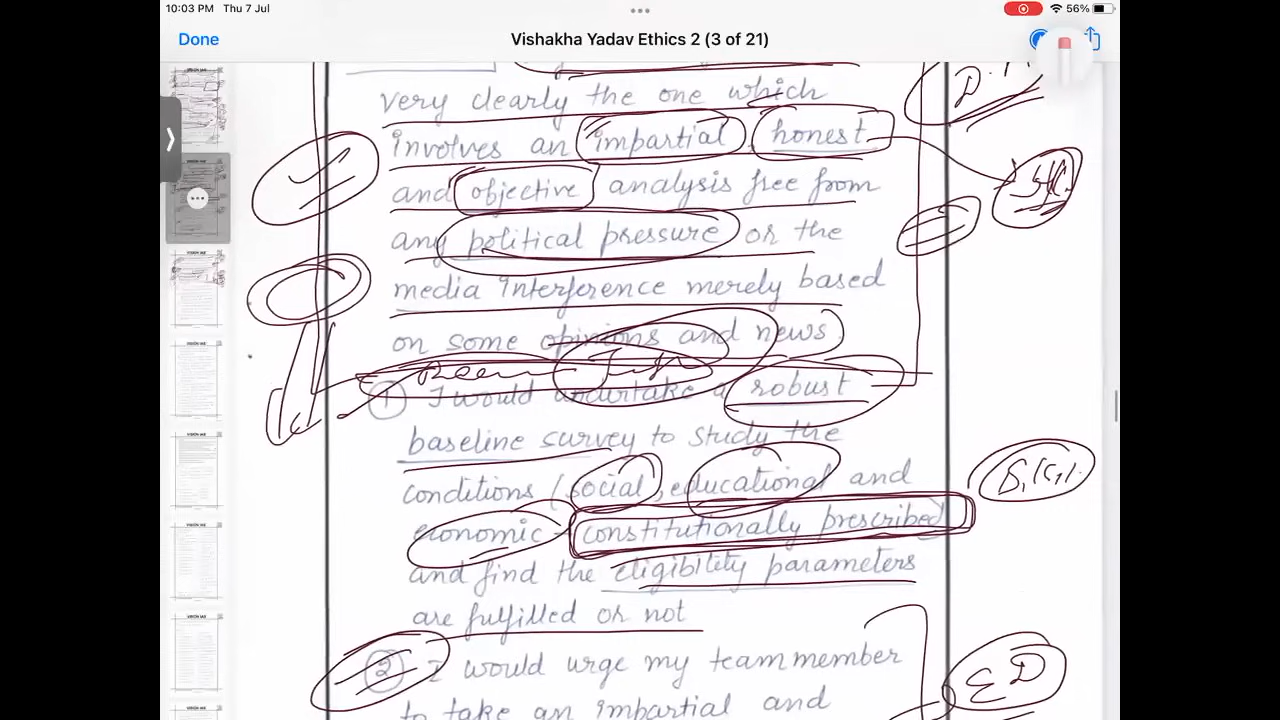 10:03 PM Thu 7 Jul
56%
Done
Vishakha Yadav Ethics 2 (3 of 21)
very clearly the one which
involves an impartial, honest
and objective analysis free from
any political pressure or the
media interference merely based
on some opinions and news
① I would undertake a robust
baseline survey to study the
conditions (social, educational and
economic - constitutionally prescribed)
and find the eligibility parameters
are fulfilled or not
② I would urge my team member
to take an impartial and